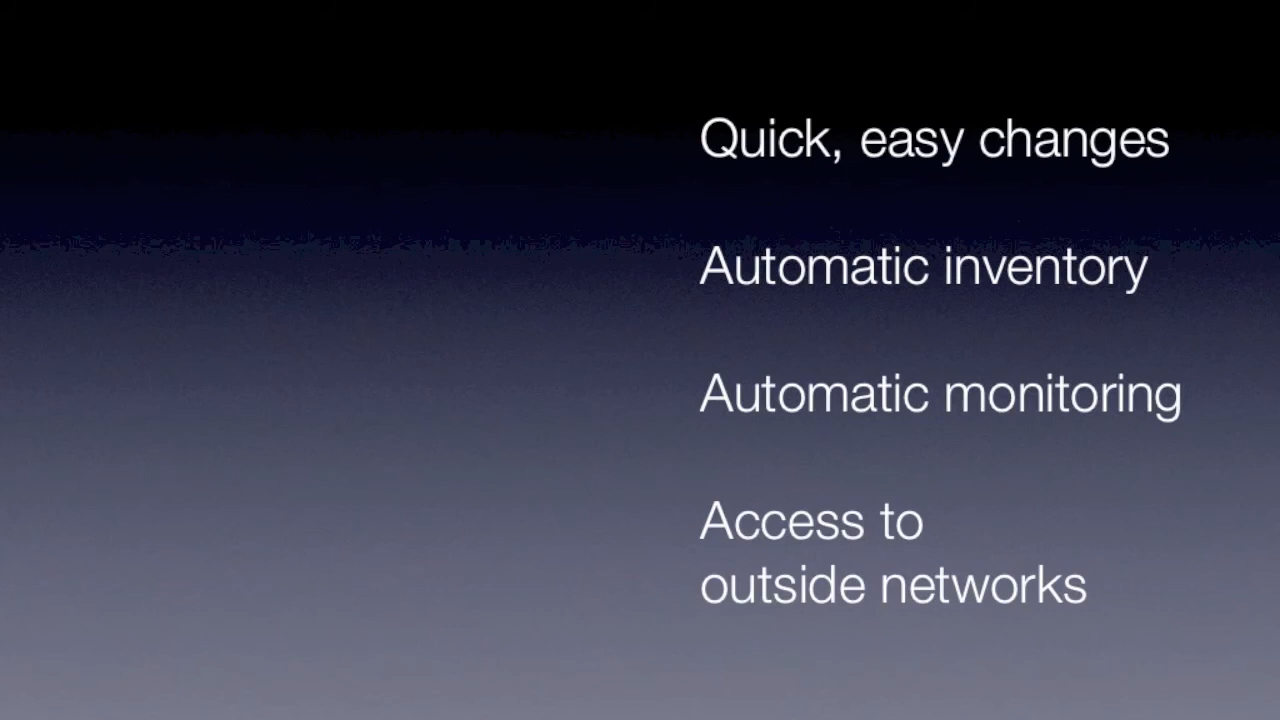 Quick, easy changes
Automatic inventory
Automatic monitoring
Access to
outside networks